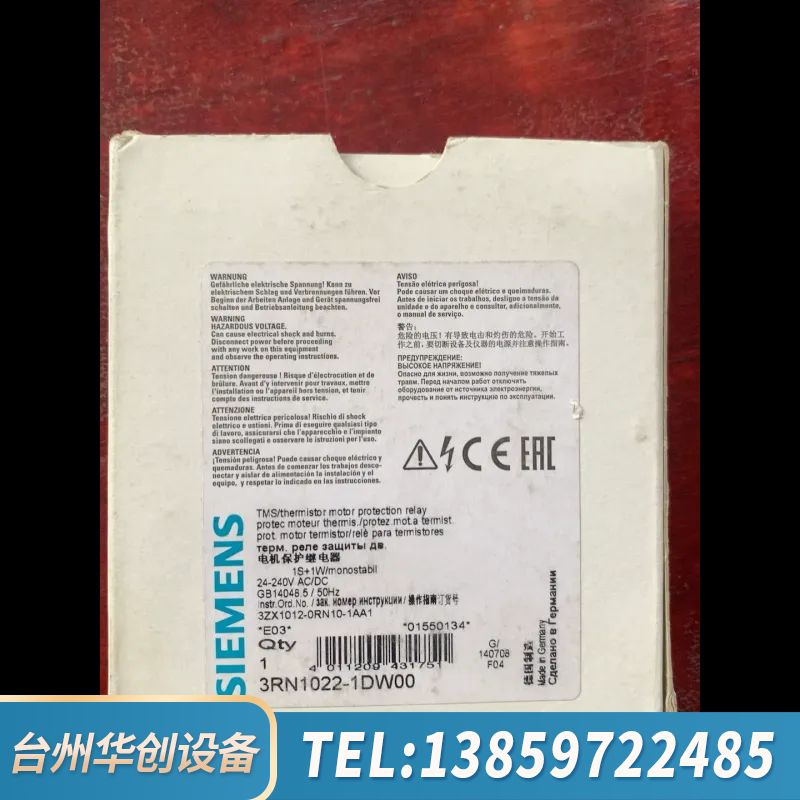 WARNUNG
Gefährliche elektrische Spannung! Kann zu
elektrischem Schlag und Verbrennungen führen. Vor
Beginn der Arbeiten Anlage und Gerät spannungsfrei
schalten und Betriebsanleitung beachten.
WARNING
HAZARDOUS VOLTAGE.
Can cause electrical shock and burns.
Disconnect power before proceeding
with any work on this equipment
and observe the operating instructions.
ATTENTION
Tension dangereuse ! Risque d'électrocution et de
brûlure. Avant d'y intervenir pour travaux, mettre
l'installation ou l'appareil hors tension, et tenir
compte des instructions de service.
ATTENZIONE
Tensione elettrica pericolosa! Rischio di shock
elettrico e ustioni. Prima di eseguire qualsiasi tipo
di lavoro, assicurarsi che l'apparecchio e l'impianto
siano scollegati e osservare le istruzioni per l'uso.
ADVERTENCIA
¡Tensión peligrosa! Puede causar choque eléctrico y
quemaduras. Antes de comenzar los trabajos desco-
nectar y aislar de alimentación la instalación y el
equipo, y respetar lo indicado en las instrucciones.
AVISO
Tensão elétrica perigosa!
Pode causar um choque elétrico e queimaduras.
Antes de iniciar os trabalhos, desligue a tensão da
unidade o do aparelho e consulter, adicionalmente,
o manual de serviço.
警告:
危险的电压!有导致电击和灼伤的危险。开始工
作之前,要切断设备及仪器的电源并注意操作指南。
ПРЕДУПРЕЖДЕНИЕ:
ВЫСОКОЕ НАПРЯЖЕНИЕ!
Опасно для жизни, возможно получение тяжелых
травм. Перед началом работ отключить
оборудование от источника электроэнергии,
прочесть и понять инструкцию по эксплуатации.
CE EAC
SIEMENS
TMS/thermistor motor protection relay
protec moteur thermis./protez.mot.a termist.
prot. motor termistor/relè para termistores
терм. реле защиты дв.
电机保护继电器
1S+1W/monostabil
24-240V AC/DC
GB14048.5 / 50Hz
Instr.Ord.No. / зак. номер инструкции / 操作指南订货号
3ZX1012-0RN10-1AA1
*E03* *01550134*
Qty
1
4 011209 431751
G/
140708
F04
德国制造
Made in Germany
Сделано в Германии
3RN1022-1DW00
台州华创设备
TEL:13859722485